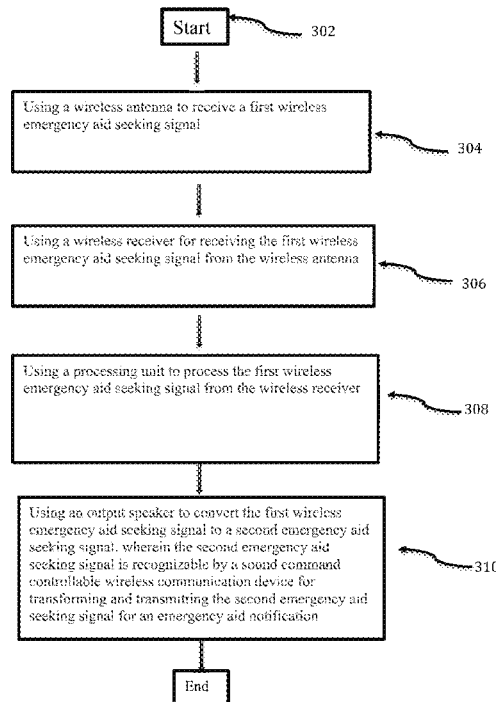 Start
302
Using a wireless antenna to receive a first wireless
emergency aid seeking signal
304
Using a wireless receiver for receiving the first wireless
emergency aid seeking signal from the wireless antenna
306
Using a processing unit to process the first wireless
emergency aid seeking signal from the wireless receiver
308
Using an output speaker to convert the first wireless
emergency aid seeking signal to a second emergency aid
seeking signal, wherein the second emergency aid
seeking signal is recognizable by a sound command
controllable wireless communication device for
transforming and transmitting the second emergency aid
seeking signal for an emergency aid notification
310
End